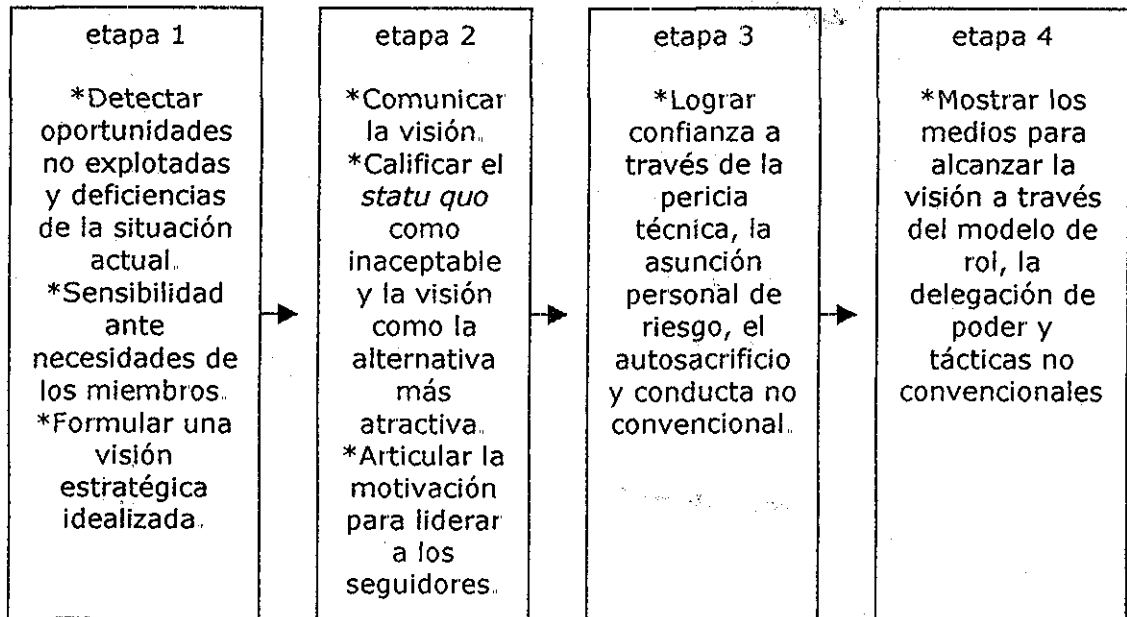 etapa 1
*Detectar
oportunidades
no explotadas
y deficiencias
de la situación
actual.
*Sensibilidad
ante
necesidades de
los miembros.
*Formular una
visión
estratégica
idealizada.
etapa 2
*Comunicar
la visión.
*Calificar el
statu quo
como
inaceptable
y la visión
como la
alternativa
más
atractiva.
*Articular la
motivación
para liderar
a los
seguidores.
etapa 3
*Lograr
confianza a
través de la
pericia
técnica, la
asunción
personal de
riesgo, el
autosacrificio
y conducta no
convencional.
etapa 4
*Mostrar los
medios para
alcanzar la
visión a través
del modelo de
rol, la
delegación de
poder y
tácticas no
convencionales